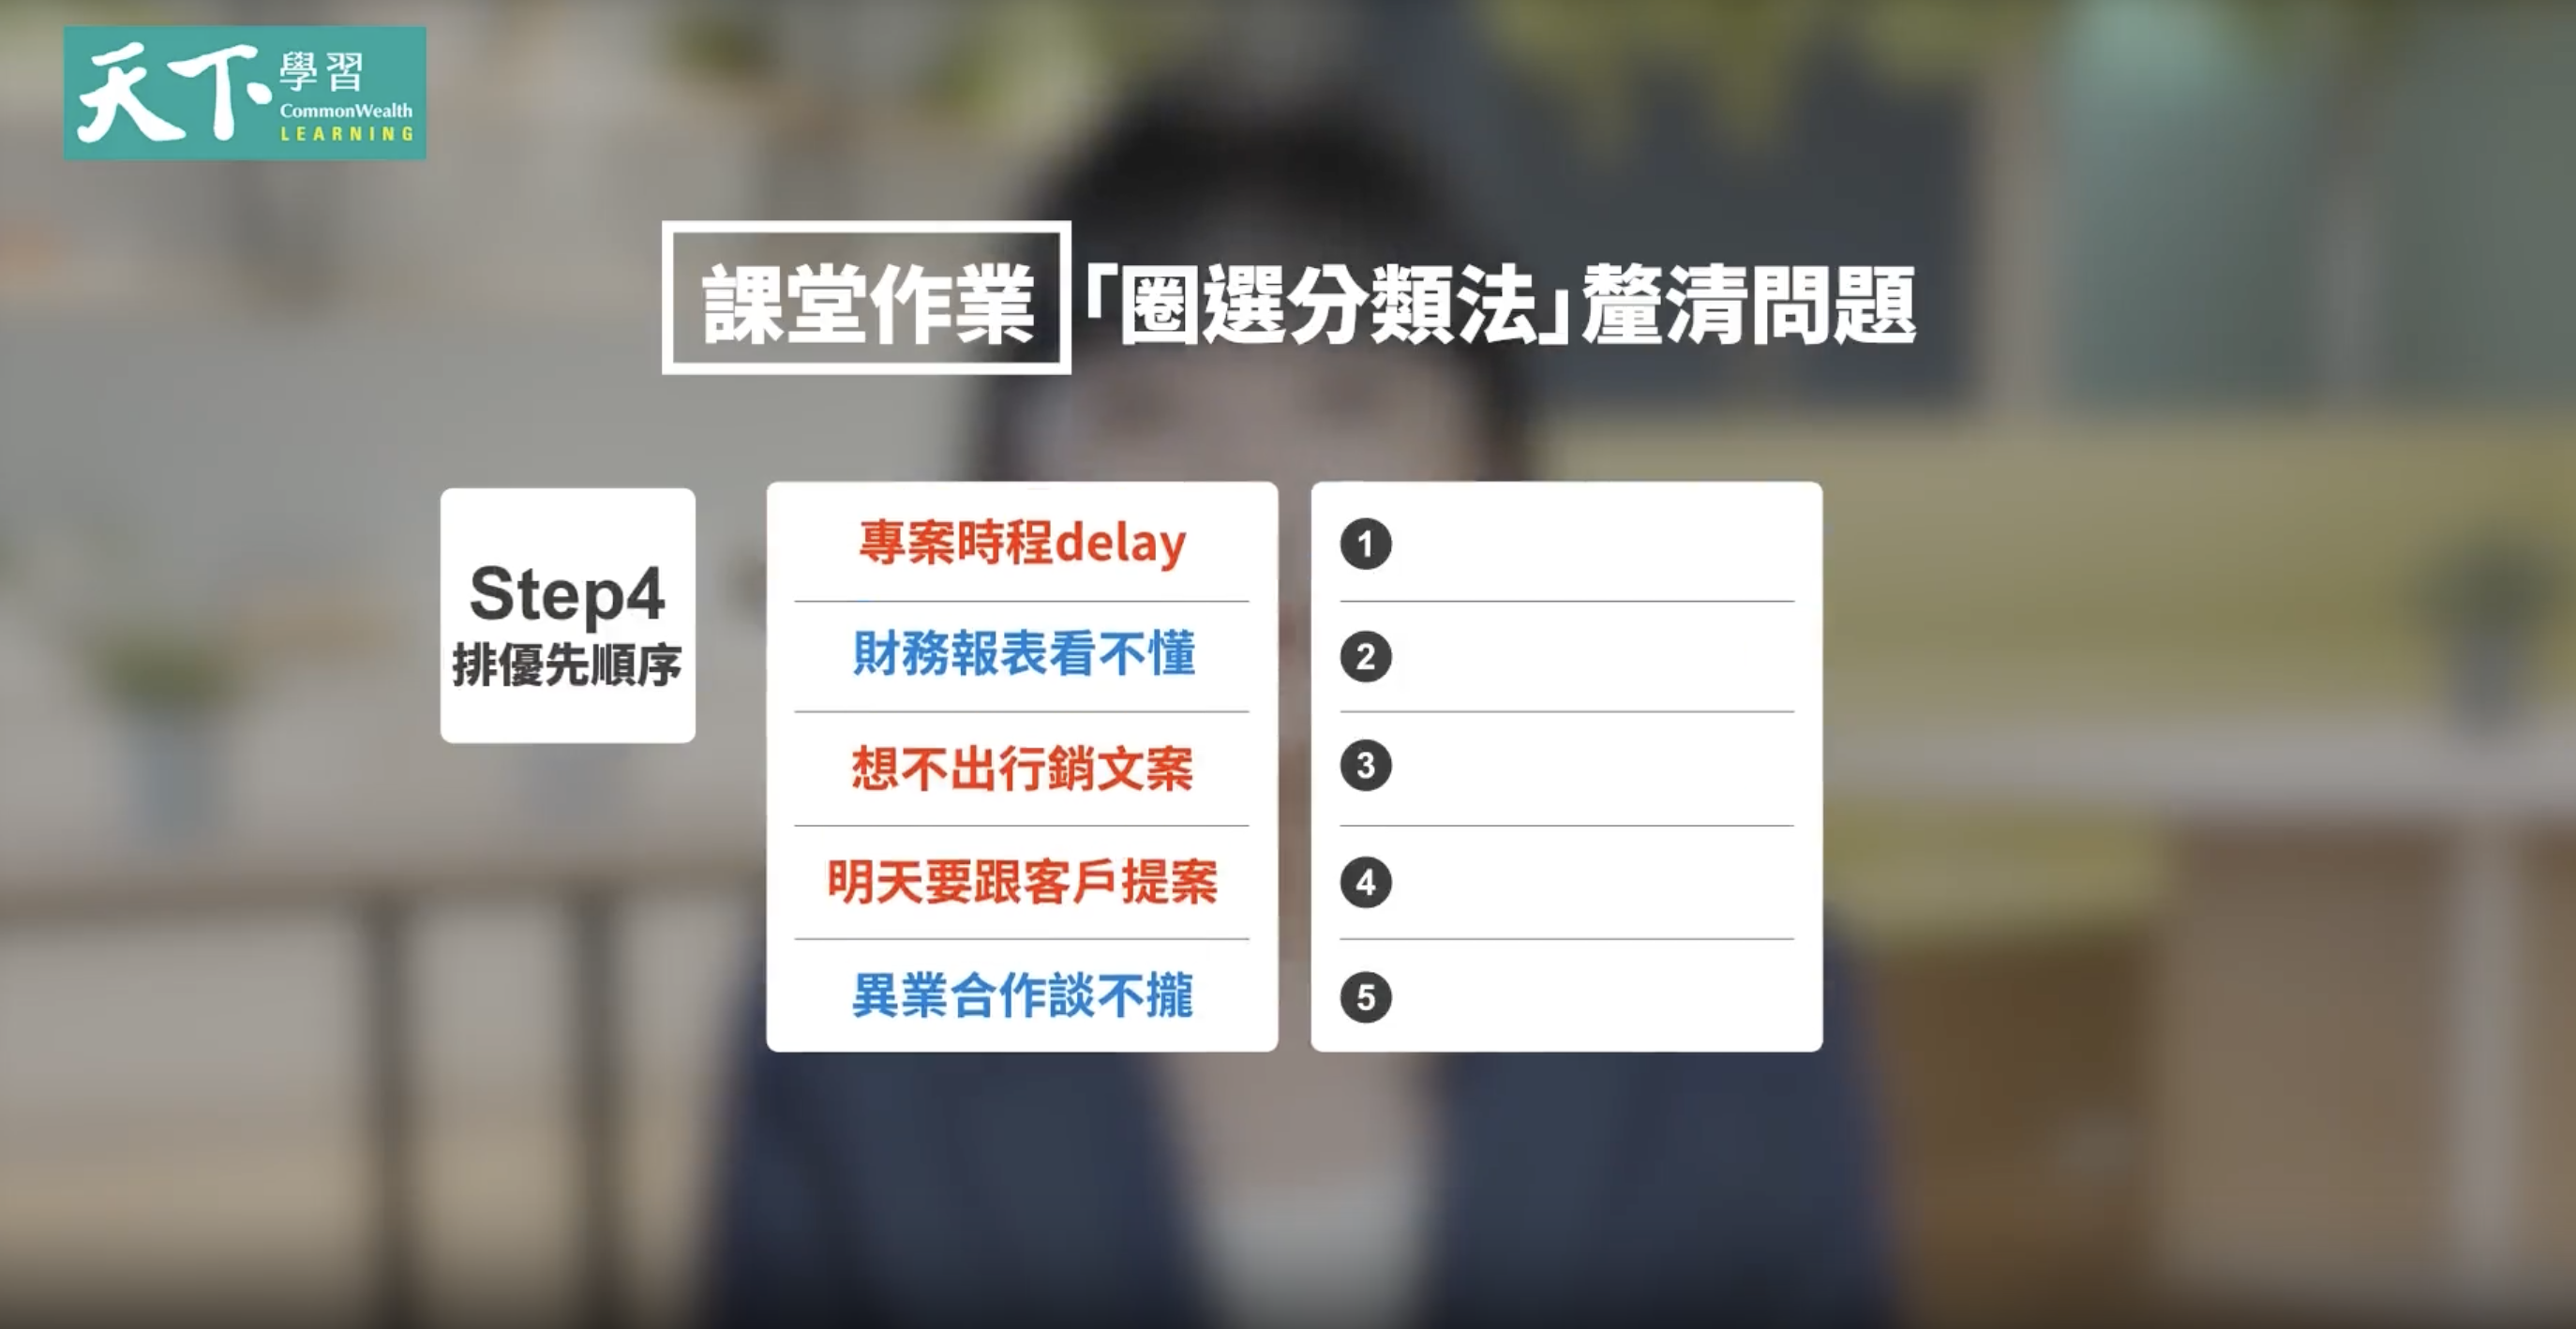 天下學習
CommonWealth
LEARNING
課堂作業「圈選分類法」釐清問題
Step4
排優先順序
專案時程delay
財務報表看不懂
想不出行銷文案
明天要跟客戶提案
異業合作談不攏
1
2
3
4
5